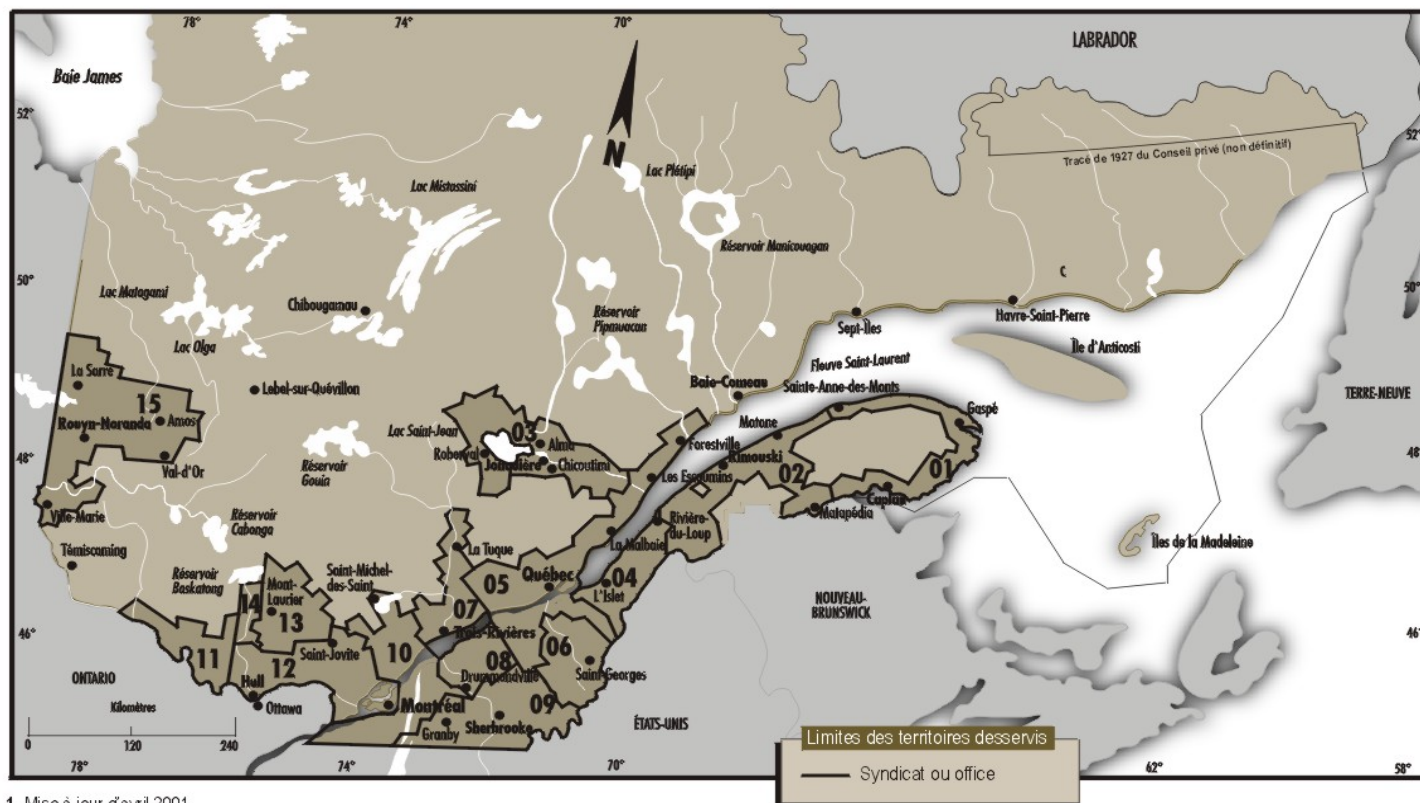 78°
74°
70°
LABRADOR
Baie James
52°
52°
N
Tracé de 1927 du Conseil privé (non définitif)
Lac Plétipi
Lac Mistassini
Réservoir Manicouagan
C
50°
50°
Lac Matagami
Chibougamau
Réservoir
Pipmuacan
Havre-Saint-Pierre
Sept-Îles
Lac Olga
Île d'Anticosti
Fleuve Saint-Laurent
La Sarre
Lebel-sur-Quévillon
Baie-Comeau
Sainte-Anne-des-Monts
TERRE-NEUVE
15
Amos
Rouyn-Noranda
Lac Saint-Jean
03
Alma
Matane
Gaspé
Forestville
Roberval
Jonquière
Chicoutimi
Rimouski
48°
48°
Val-d'Or
Réservoir
Gouin
Les Escoumins
02
01
Caplan
Ville-Marie
Matapédia
Réservoir
Cabonga
Rivière-
du-Loup
La Malbaie
Îles de la Madeleine
Témiscaming
La Tuque
Réservoir
Baskatong
Mont-
Laurier
Saint-Michel-
des-Saint
05
Québec
04
L'Islet
NOUVEAU-
BRUNSWICK
14
13
07
46°
46°
Trois-Rivières
11
12
Saint-Jovite
10
08
06
Saint-Georges
ONTARIO
Hull
Drummondville
09
Kilomètres
Ottawa
Montréal
Granby
Sherbrooke
ÉTATS-UNIS
0
120
240
Limites des territoires desservis
Syndicat ou office
78°
74°
70°
62°
58°
1 Mise à jour d'avril 2001